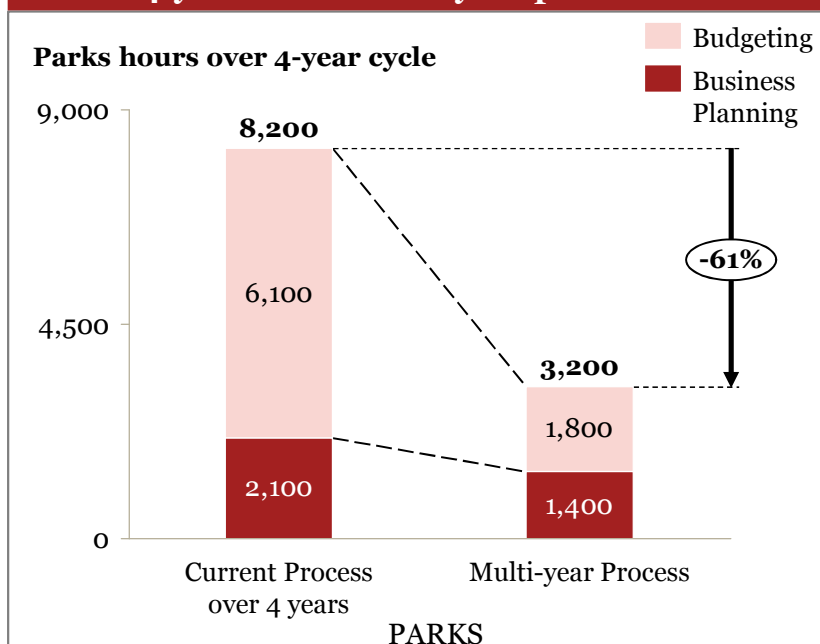 Parks hours over 4-year cycle
Budgeting
Business
Planning
9,000
8,200
6,100
-61%
4,500
3,200
1,800
2,100
1,400
0
Current Process
over 4 years
Multi-year Process
PARKS